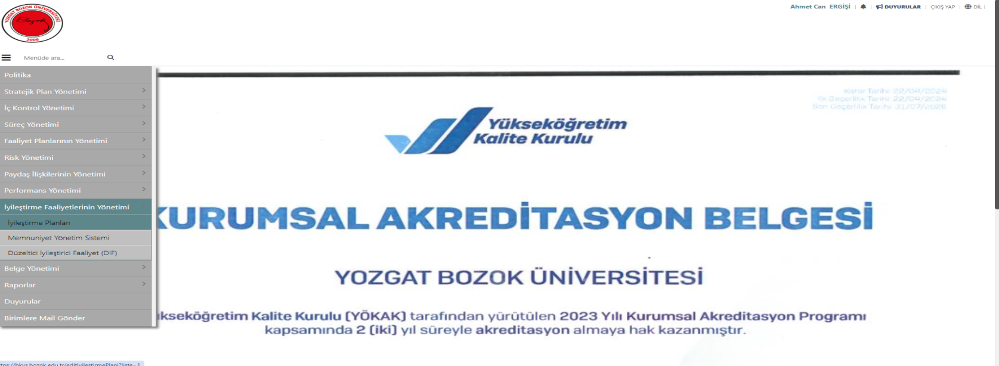 YOZGAT BOZOK ÜNİVERSİTESİ
Bozok
2006
Ahmet Can ERGİŞİ | | DUYURULAR | ÇIKIŞ YAP | DİL |
Menüde ara...
Politika
Stratejik Plan Yönetimi
İç Kontrol Yönetimi
Süreç Yönetimi
Faaliyet Planlarının Yönetimi
Risk Yönetimi
Paydaş İlişkilerinin Yönetimi
Performans Yönetimi
İyileştirme Faaliyetlerinin Yönetimi
İyileştirme Planları
Memnuniyet Yönetim Sistemi
Düzeltici İyileştirici Faaliyet (DİF)
Belge Yönetimi
Raporlar
Duyurular
Birimlere Mail Gönder
Karar Tarihi: 22/04/2024
İlk Geçerlilik Tarihi: 22/04/2024
Son Geçerlilik Tarihi: 31/07/2026
Yükseköğretim
Kalite Kurulu
KURUMSAL AKREDİTASYON BELGESİ
YOZGAT BOZOK ÜNİVERSİTESİ
ükseköğretim Kalite Kurulu (YÖKAK) tarafından yürütülen 2023 Yılı Kurumsal Akreditasyon Programı
kapsamında 2 (iki) yıl süreyle akreditasyon almaya hak kazanmıştır.
ttps://bkys.bozok.edu.tr/editIyilestirmePlani?liste=1